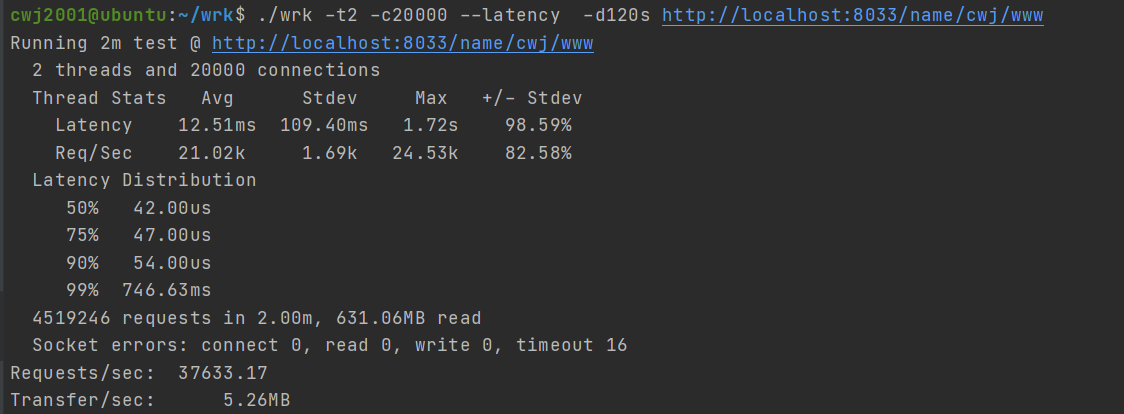 cwj2001@ubuntu:~/wrk$ ./wrk -t2 -c20000 --latency  -d120s http://localhost:8033/name/cwj/www
Running 2m test @ http://localhost:8033/name/cwj/www
  2 threads and 20000 connections
  Thread Stats   Avg      Stdev     Max   +/- Stdev
    Latency    12.51ms  109.40ms   1.72s    98.59%
    Req/Sec    21.02k     1.69k   24.53k    82.58%
  Latency Distribution
     50%   42.00us
     75%   47.00us
     90%   54.00us
     99%  746.63ms
  4519246 requests in 2.00m, 631.06MB read
  Socket errors: connect 0, read 0, write 0, timeout 16
Requests/sec:  37633.17
Transfer/sec:      5.26MB